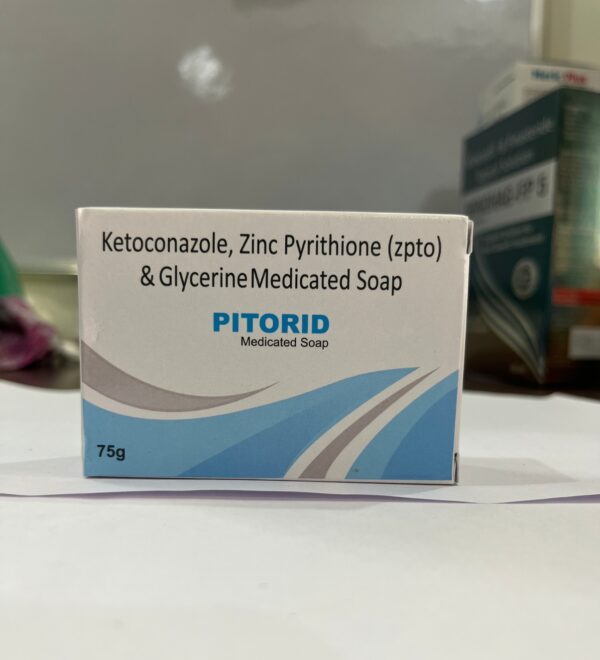 Ketoconazole, Zinc Pyrithione (zpto)
& Glycerine Medicated Soap
PITORID
Medicated Soap
75g